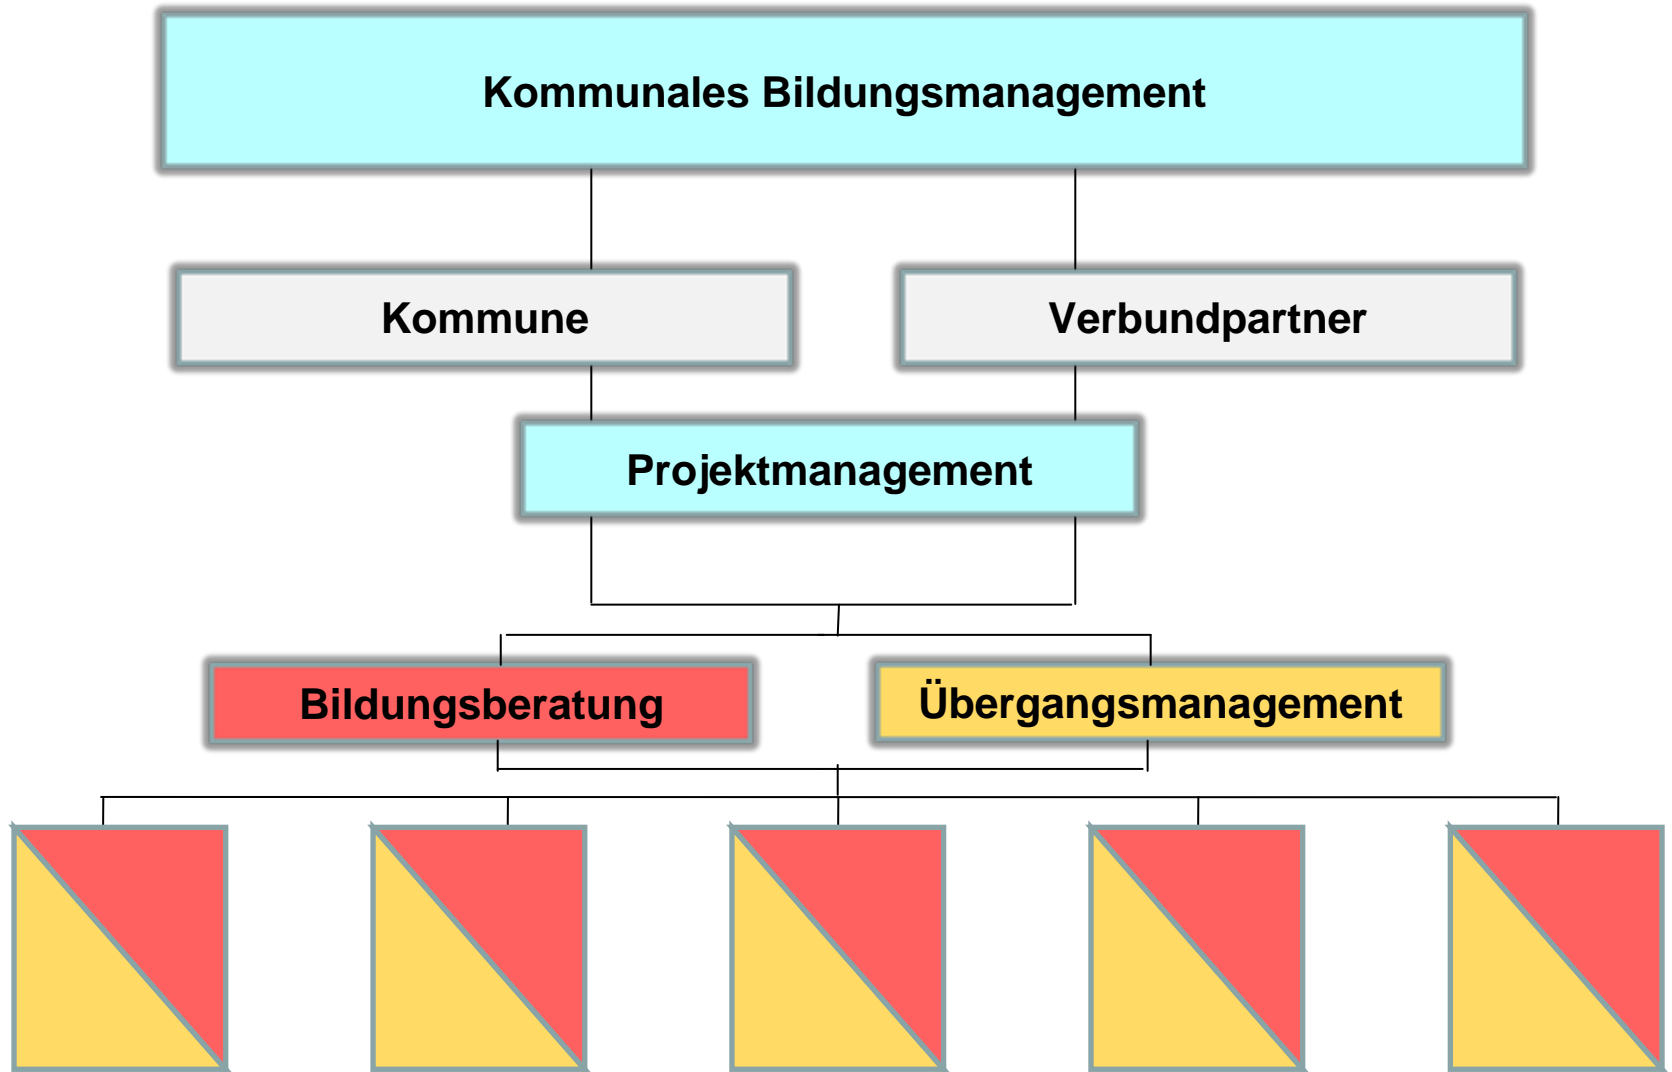 Kommunales Bildungsmanagement
Kommune
Verbundpartner
Projektmanagement
Bildungsberatung
Übergangsmanagement